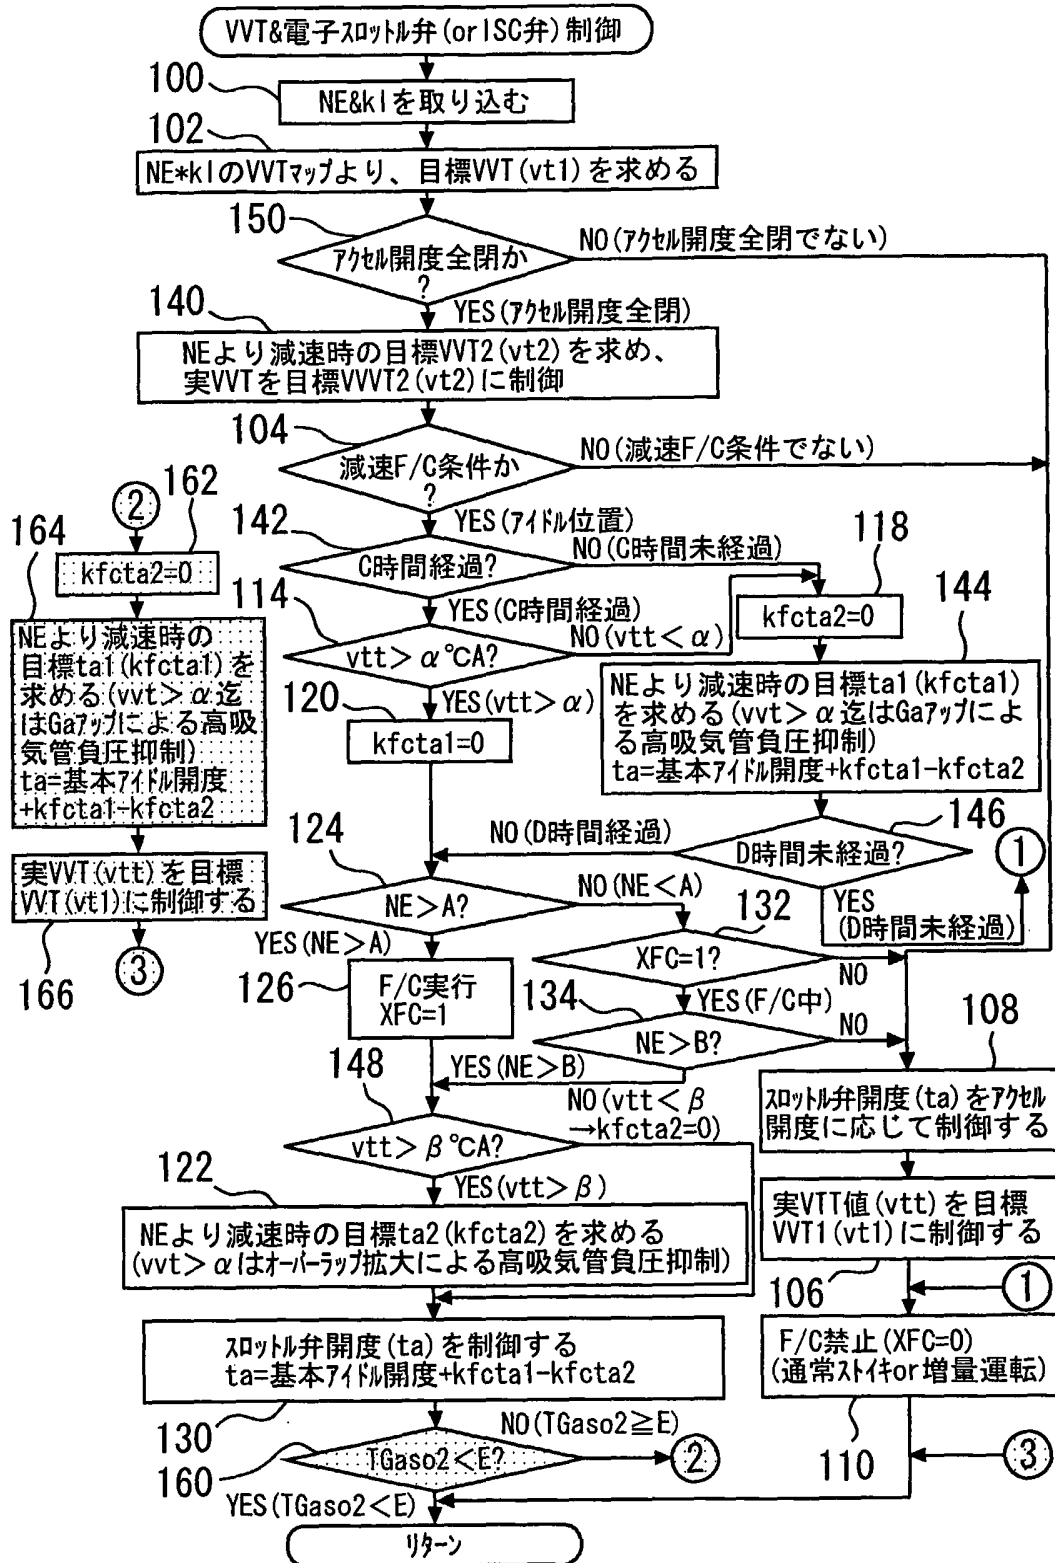 VVT&電子スロットル弁(orISC弁)制御
100
NE&klを取り込む
102
NE*klのVVTマップより、目標VVT(vt1)を求める
150
アクセル開度全閉か
?
NO(アクセル開度全閉でない)
YES(アクセル開度全閉)
140
NEより減速時の目標VVT2(vt2)を求め、
実VVTを目標VVVT2(vt2)に制御
104
減速F/C条件か
?
NO(減速F/C条件でない)
YES(アイドル位置)
142
C時間経過?
NO(C時間未経過)
YES(C時間経過)
118
kfcta2=0
114
vtt>α℃A?
NO(vtt<α)
YES(vtt>α)
120
kfcta1=0
144
NEより減速時の目標ta1(kfcta1)
を求める(vvt>α迄はGaアップによ
る高吸気管負圧抑制)
ta=基本アイドル開度+kfcta1-kfcta2
②
162
kfcta2=0
164
NEより減速時の
目標ta1(kfcta1)を
求める(vvt>α迄
はGaアップによる高吸
気管負圧抑制)
ta=基本アイドル開度
+kfcta1-kfcta2
実VVT(vtt)を目標
VVT(vt1)に制御する
166
③
146
D時間未経過?
NO(D時間経過)
YES
(D時間未経過)
①
124
NE>A?
NO(NE<A)
YES(NE>A)
132
XFC=1?
NO
YES(F/C中)
126
F/C実行
XFC=1
134
NE>B?
NO
YES(NE>B)
108
スロットル弁開度(ta)をアクセル
開度に応じて制御する
148
vtt>β℃A?
NO(vtt<β
→kfcta2=0)
YES(vtt>β)
122
NEより減速時の目標ta2(kfcta2)を求める
(vvt>αはオーバーラップ拡大による高吸気管負圧抑制)
実VTT値(vtt)を目標
VVT1(vt1)に制御する
106
①
スロットル弁開度(ta)を制御する
ta=基本アイドル開度+kfcta1-kfcta2
130
F/C禁止(XFC=0)
(通常ストイキor増量運転)
110
160
TGaso2<E?
NO(TGaso2≧E)
②
③
YES(TGaso2<E)
リターン